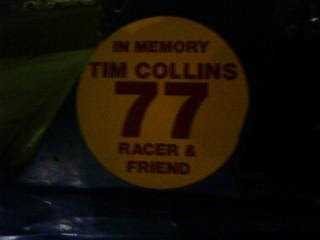 IN MEMORY
TIM COLLINS
77
RACER &
FRIEND